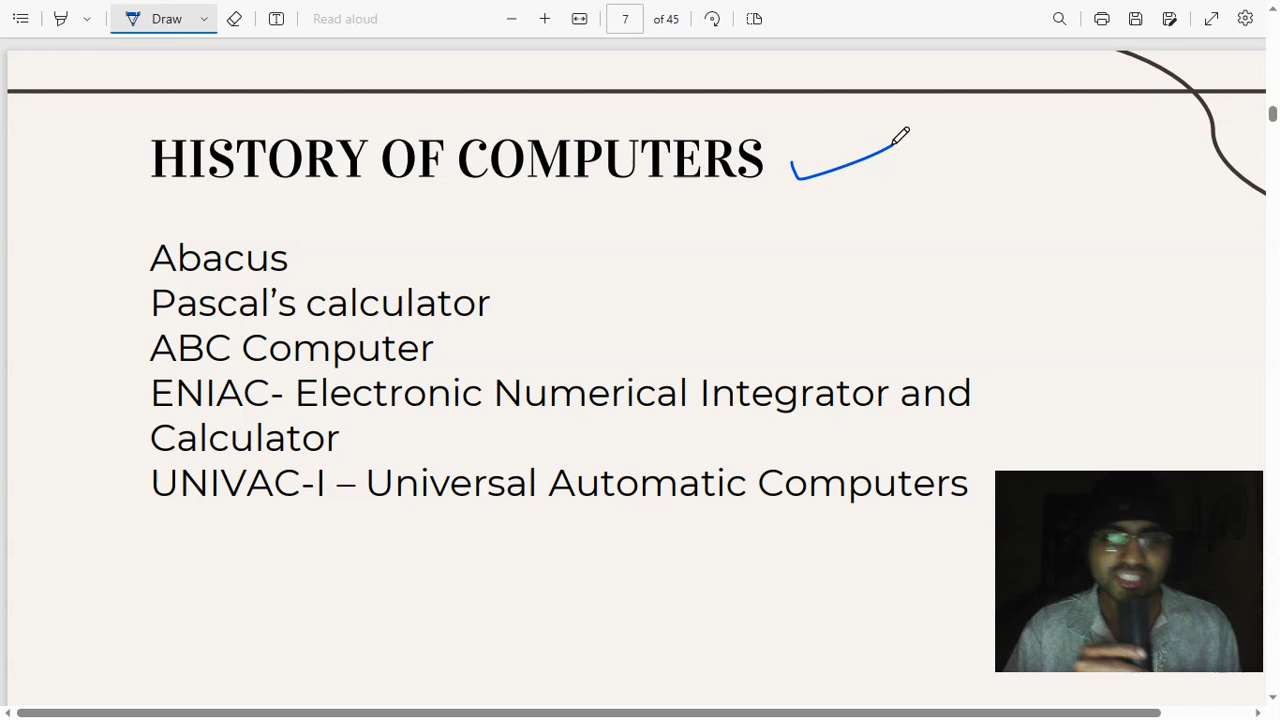 Draw
Read aloud
7
of 45
HISTORY OF COMPUTERS
Abacus
Pascal’s calculator
ABC Computer
ENIAC- Electronic Numerical Integrator and
Calculator
UNIVAC-I – Universal Automatic Computers